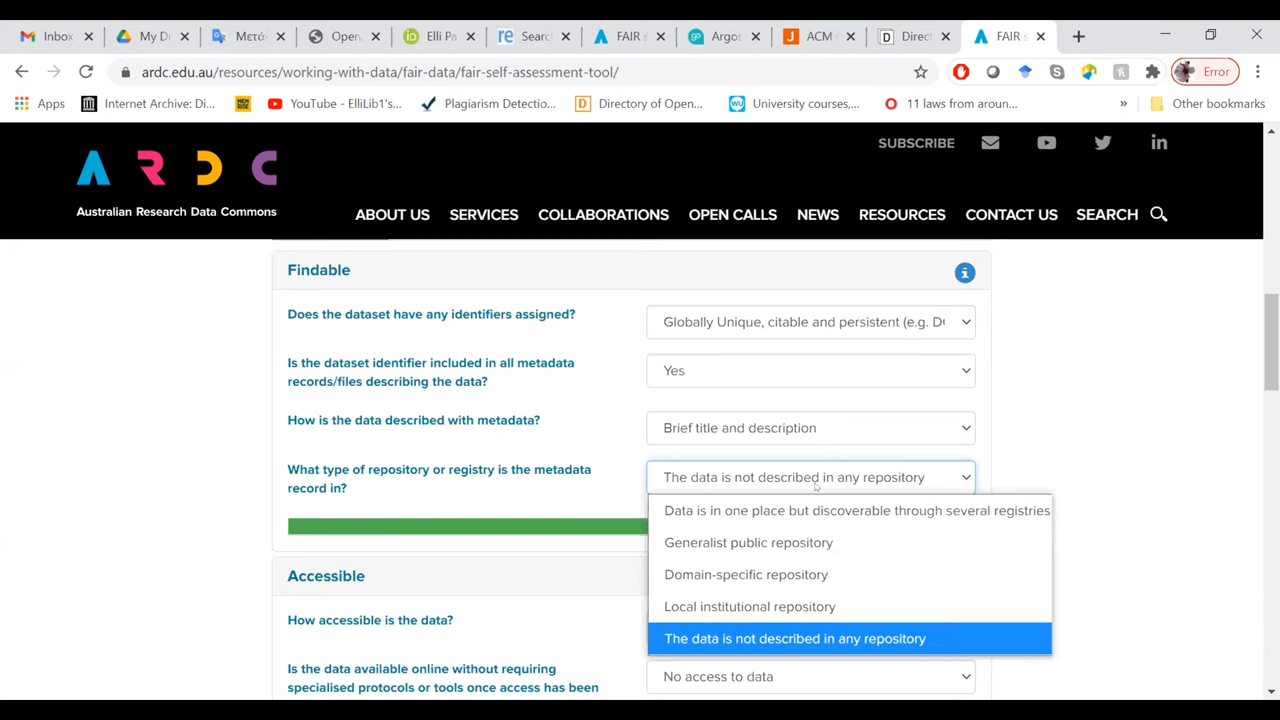 Inbox
My Di
Μετά
Open
Elli Pa
Searc
FAIR s
Argos
ACM
Direc
FAIR s
ardc.edu.au/resources/working-with-data/fair-data/fair-self-assessment-tool/
Error
Apps
Internet Archive: Di...
YouTube - ElliLib1's...
Plagiarism Detectio...
Directory of Open...
University courses,...
11 laws from aroun...
»
Other bookmarks
SUBSCRIBE
ARDC
Australian Research Data Commons
ABOUT US
SERVICES
COLLABORATIONS
OPEN CALLS
NEWS
RESOURCES
CONTACT US
SEARCH
Findable
Does the dataset have any identifiers assigned?
Globally Unique, citable and persistent (e.g. D
Is the dataset identifier included in all metadata
records/files describing the data?
Yes
How is the data described with metadata?
Brief title and description
What type of repository or registry is the metadata
record in?
The data is not described in any repository
Data is in one place but discoverable through several registries
Generalist public repository
Domain-specific repository
Local institutional repository
The data is not described in any repository
Accessible
How accessible is the data?
Is the data available online without requiring
specialised protocols or tools once access has been
No access to data